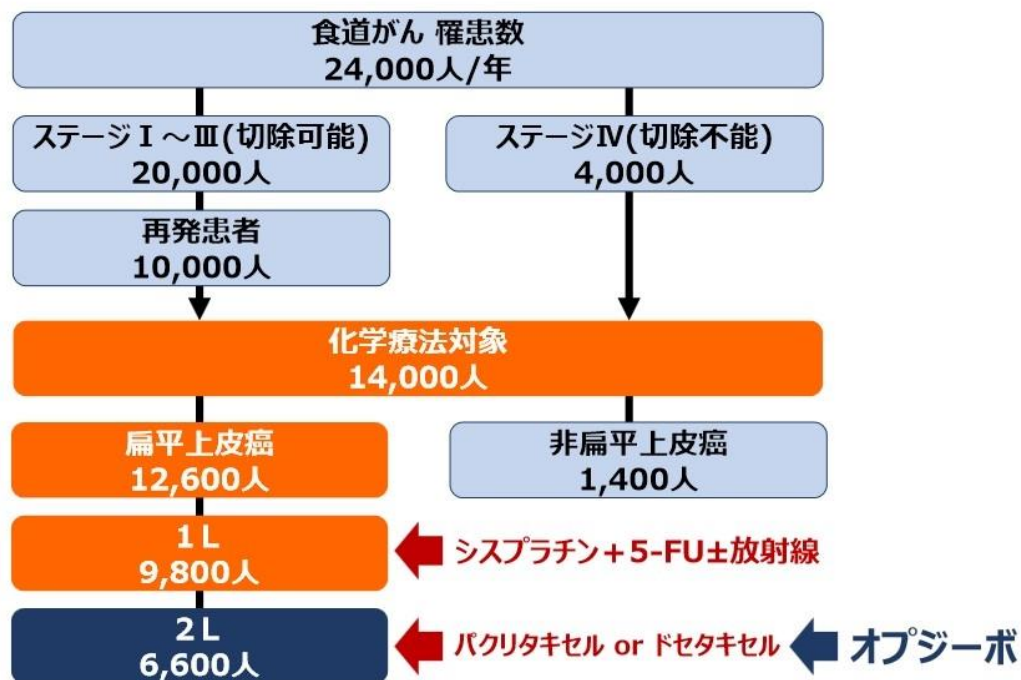 食道がん 罹患数
24,000人/年
ステージⅠ～Ⅲ(切除可能)
20,000人
ステージⅣ(切除不能)
4,000人
再発患者
10,000人
化学療法対象
14,000人
扁平上皮癌
12,600人
非扁平上皮癌
1,400人
1L
9,800人
シスプラチン+5-FU±放射線
2L
6,600人
パクリタキセル or ドセタキセル
オプジーボ